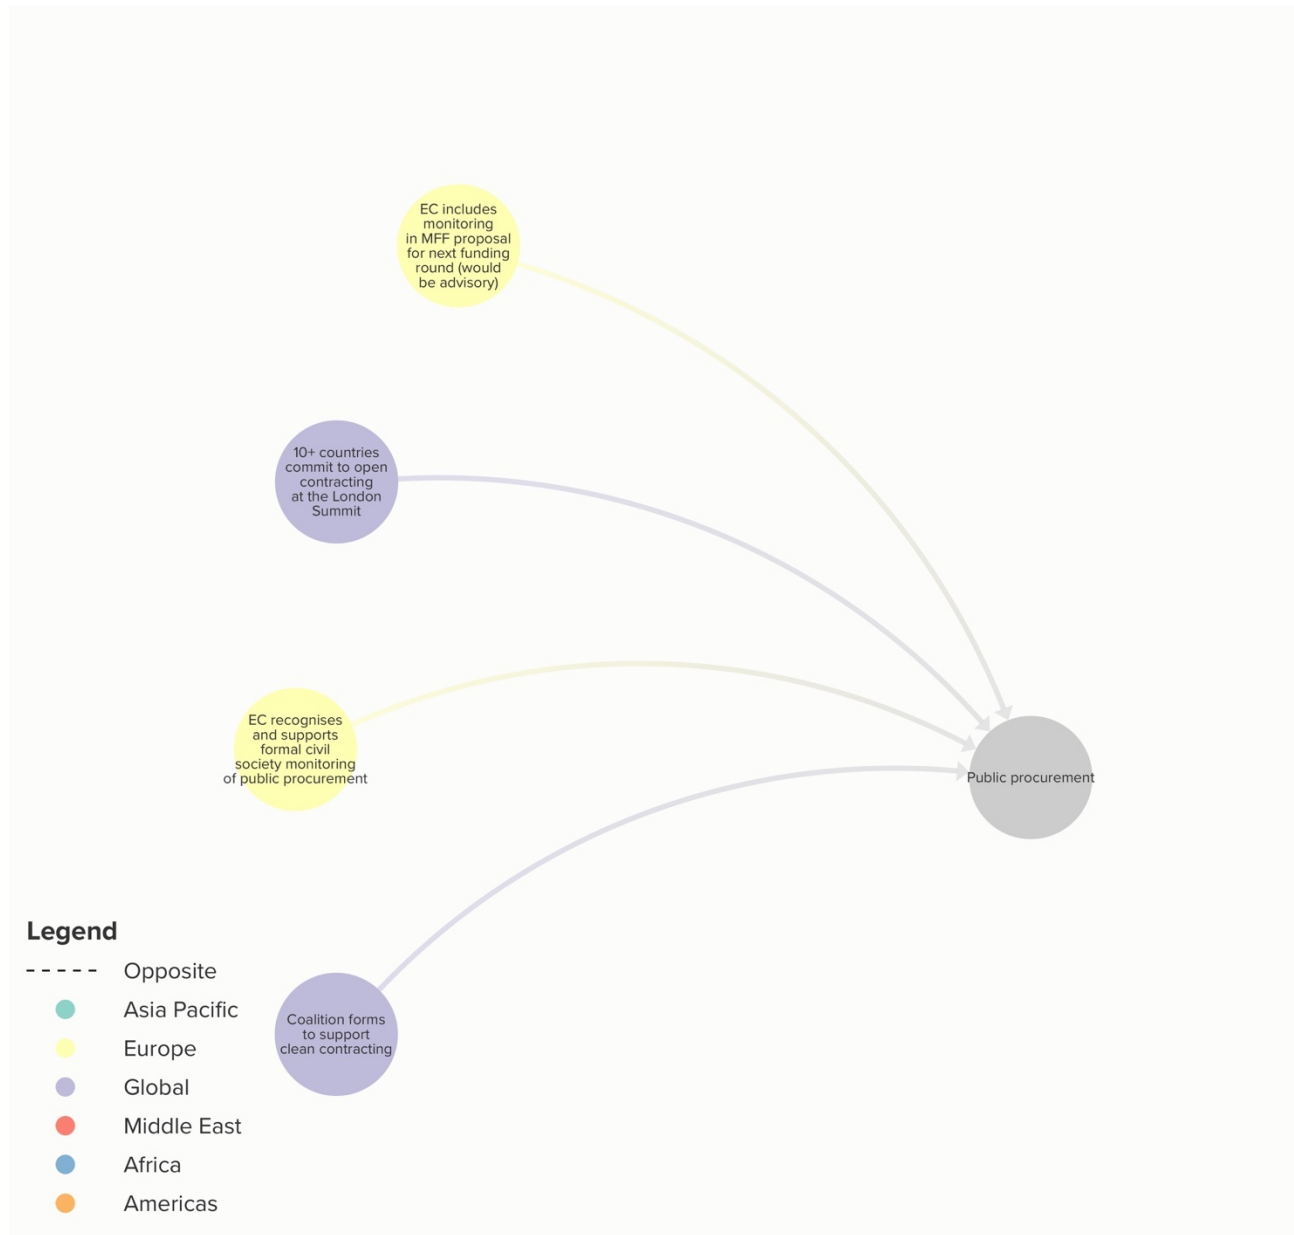 EC includes
monitoring
in MFF proposal
for next funding
round (would
be advisory)
10+ countries
commit to open
contracting
at the London
Summit
EC recognises
and supports
formal civil
society monitoring
of public procurement
Public procurement
Coalition forms
to support
clean contracting
Legend
Opposite
Asia Pacific
Europe
Global
Middle East
Africa
Americas